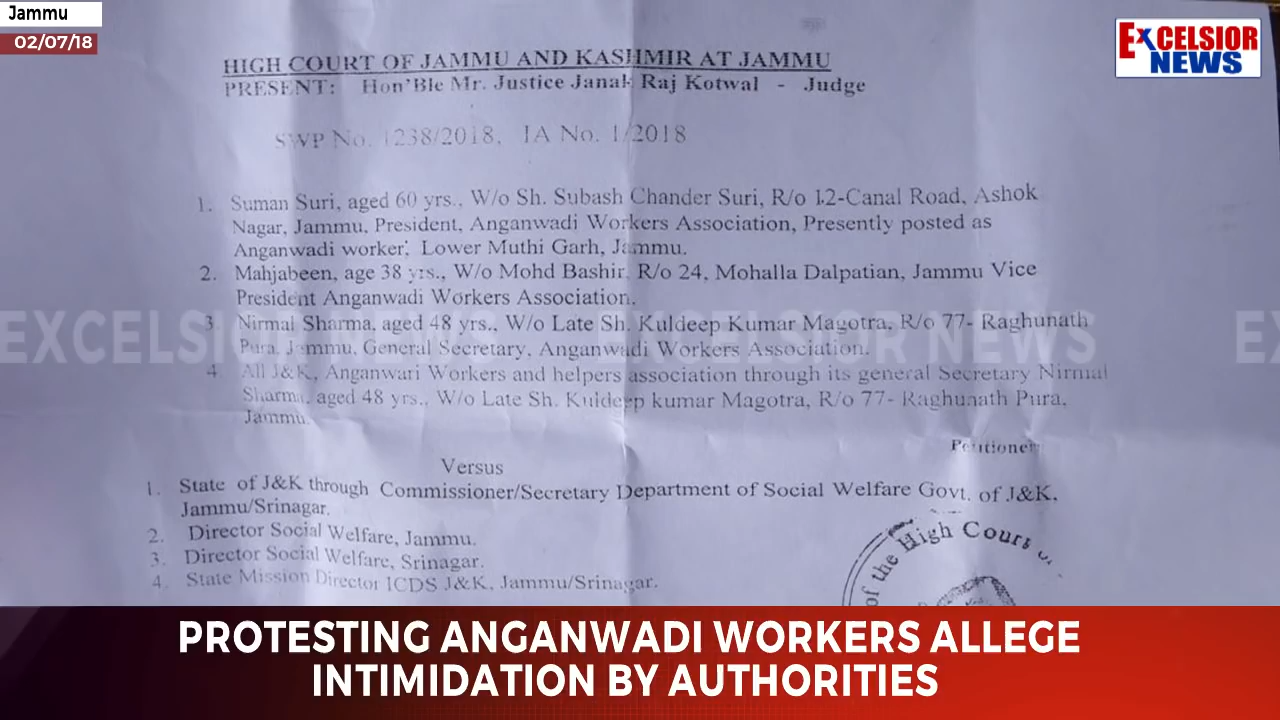 Jammu
02/07/18
EXCELSIOR
NEWS
HIGH COURT OF JAMMU AND KASHMIR AT JAMMU
PRESENT: Hon'Ble Mr. Justice Janak Raj Kotwal - Judge
SWP No. 1238/2018, IA No. 1/2018
1. Suman Suri, aged 60 yrs., W/o Sh. Subash Chander Suri, R/o 12-Canal Road, Ashok
Nagar, Jammu, President, Anganwadi Workers Association, Presently posted as
Anganwadi worker, Lower Muthi Garh, Jammu.
2. Mahjabeen, age 38 yrs., W/o Mohd Bashir, R/o 24, Mohalla Dalpatian, Jammu Vice
President Anganwadi Workers Association.
3. Nirmal Sharma, aged 48 yrs., W/o Late Sh. Kuldeep Kumar Magotra, R/o 77- Raghunath
Pura, Jammu, General Secretary, Anganwadi Workers Association.
EXCELSIOR NEWS
4. All J&K, Anganwari Workers and helpers association through its general Secretary Nirmal
Sharma, aged 48 yrs., W/o Late Sh. Kuldeep kumar Magotra, R/o 77- Raghunath Pura,
Jammu.
Petitioner
Versus
1. State of J&K through Commissioner/Secretary Department of Social Welfare Govt. of J&K,
Jammu/Srinagar.
2. Director Social Welfare, Jammu.
3. Director Social Welfare, Srinagar.
4. State Mission Director ICDS J&K, Jammu/Srinagar.
of the High Court
PROTESTING ANGANWADI WORKERS ALLEGE
INTIMIDATION BY AUTHORITIES